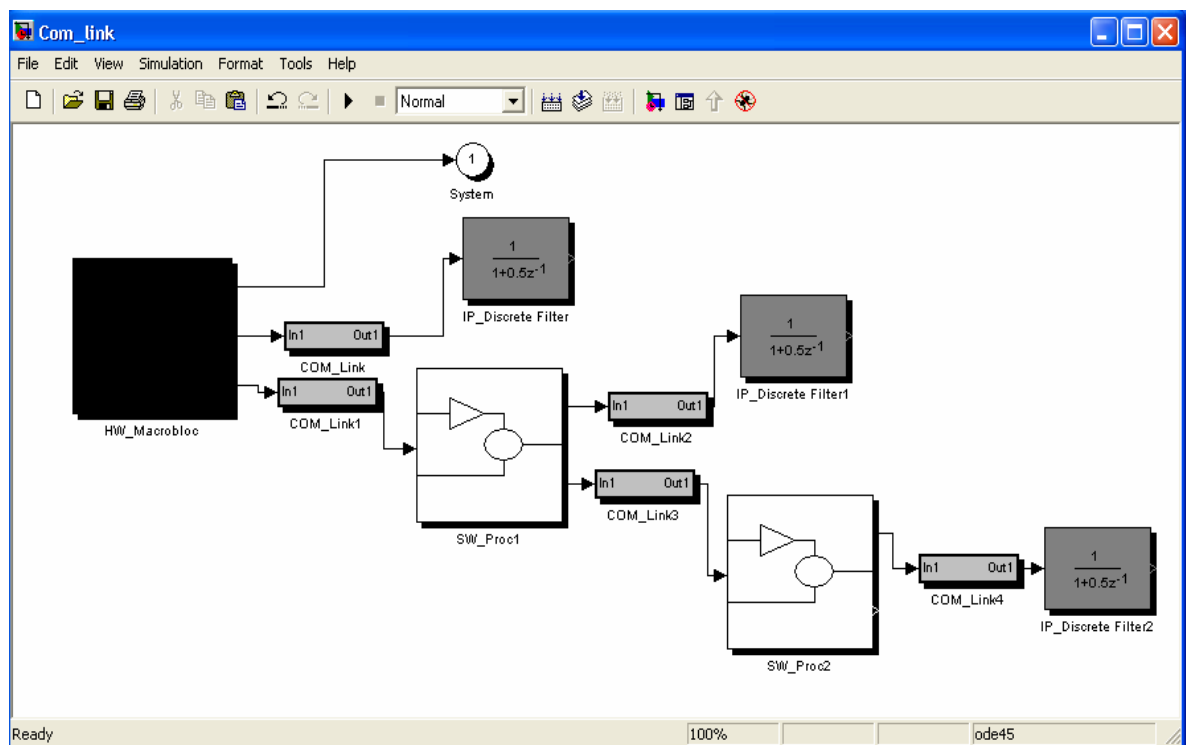 Com_link
File Edit View Simulation Format Tools Help
Normal
1
System
1
1+0.5z-1
IP_Discrete Filter
HW_Macrobloc
In1 Out1
COM_Link
In1 Out1
COM_Link1
SW_Proc1
In1 Out1
COM_Link2
1
1+0.5z-1
IP_Discrete Filter1
In1 Out1
COM_Link3
SW_Proc2
In1 Out1
COM_Link4
1
1+0.5z-1
IP_Discrete Filter2
Ready 100% ode45